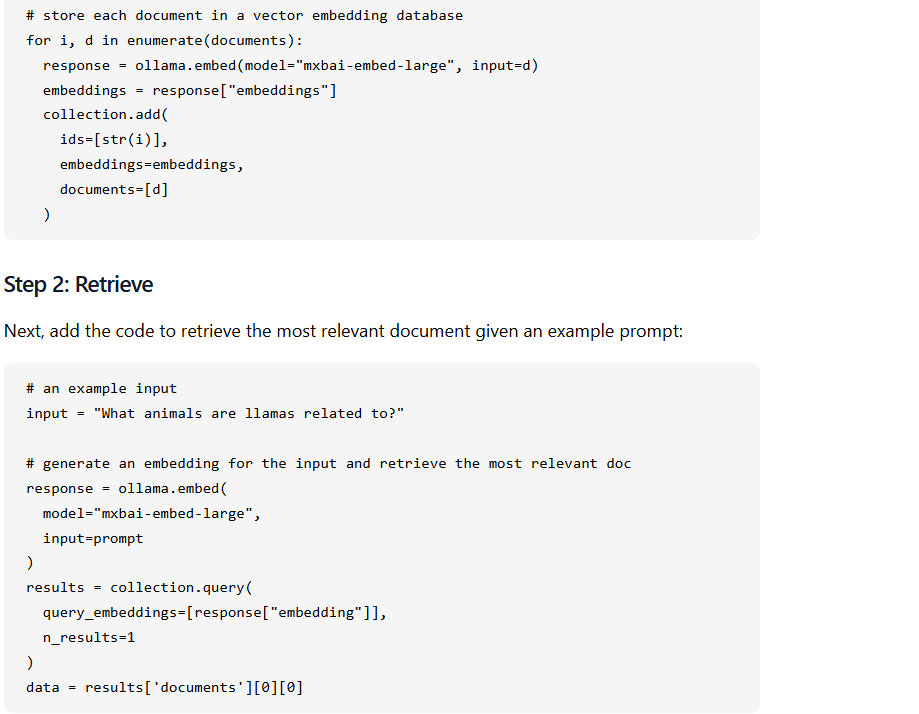 # store each document in a vector embedding database
for i, d in enumerate(documents):
  response = ollama.embed(model="mxbai-embed-large", input=d)
  embeddings = response["embeddings"]
  collection.add(
    ids=[str(i)],
    embeddings=embeddings,
    documents=[d]
  )
Step 2: Retrieve
Next, add the code to retrieve the most relevant document given an example prompt:
# an example input
input = "What animals are llamas related to?"
# generate an embedding for the input and retrieve the most relevant doc
response = ollama.embed(
  model="mxbai-embed-large",
  input=prompt
)
results = collection.query(
  query_embeddings=[response["embedding"]],
  n_results=1
)
data = results['documents'][0][0]